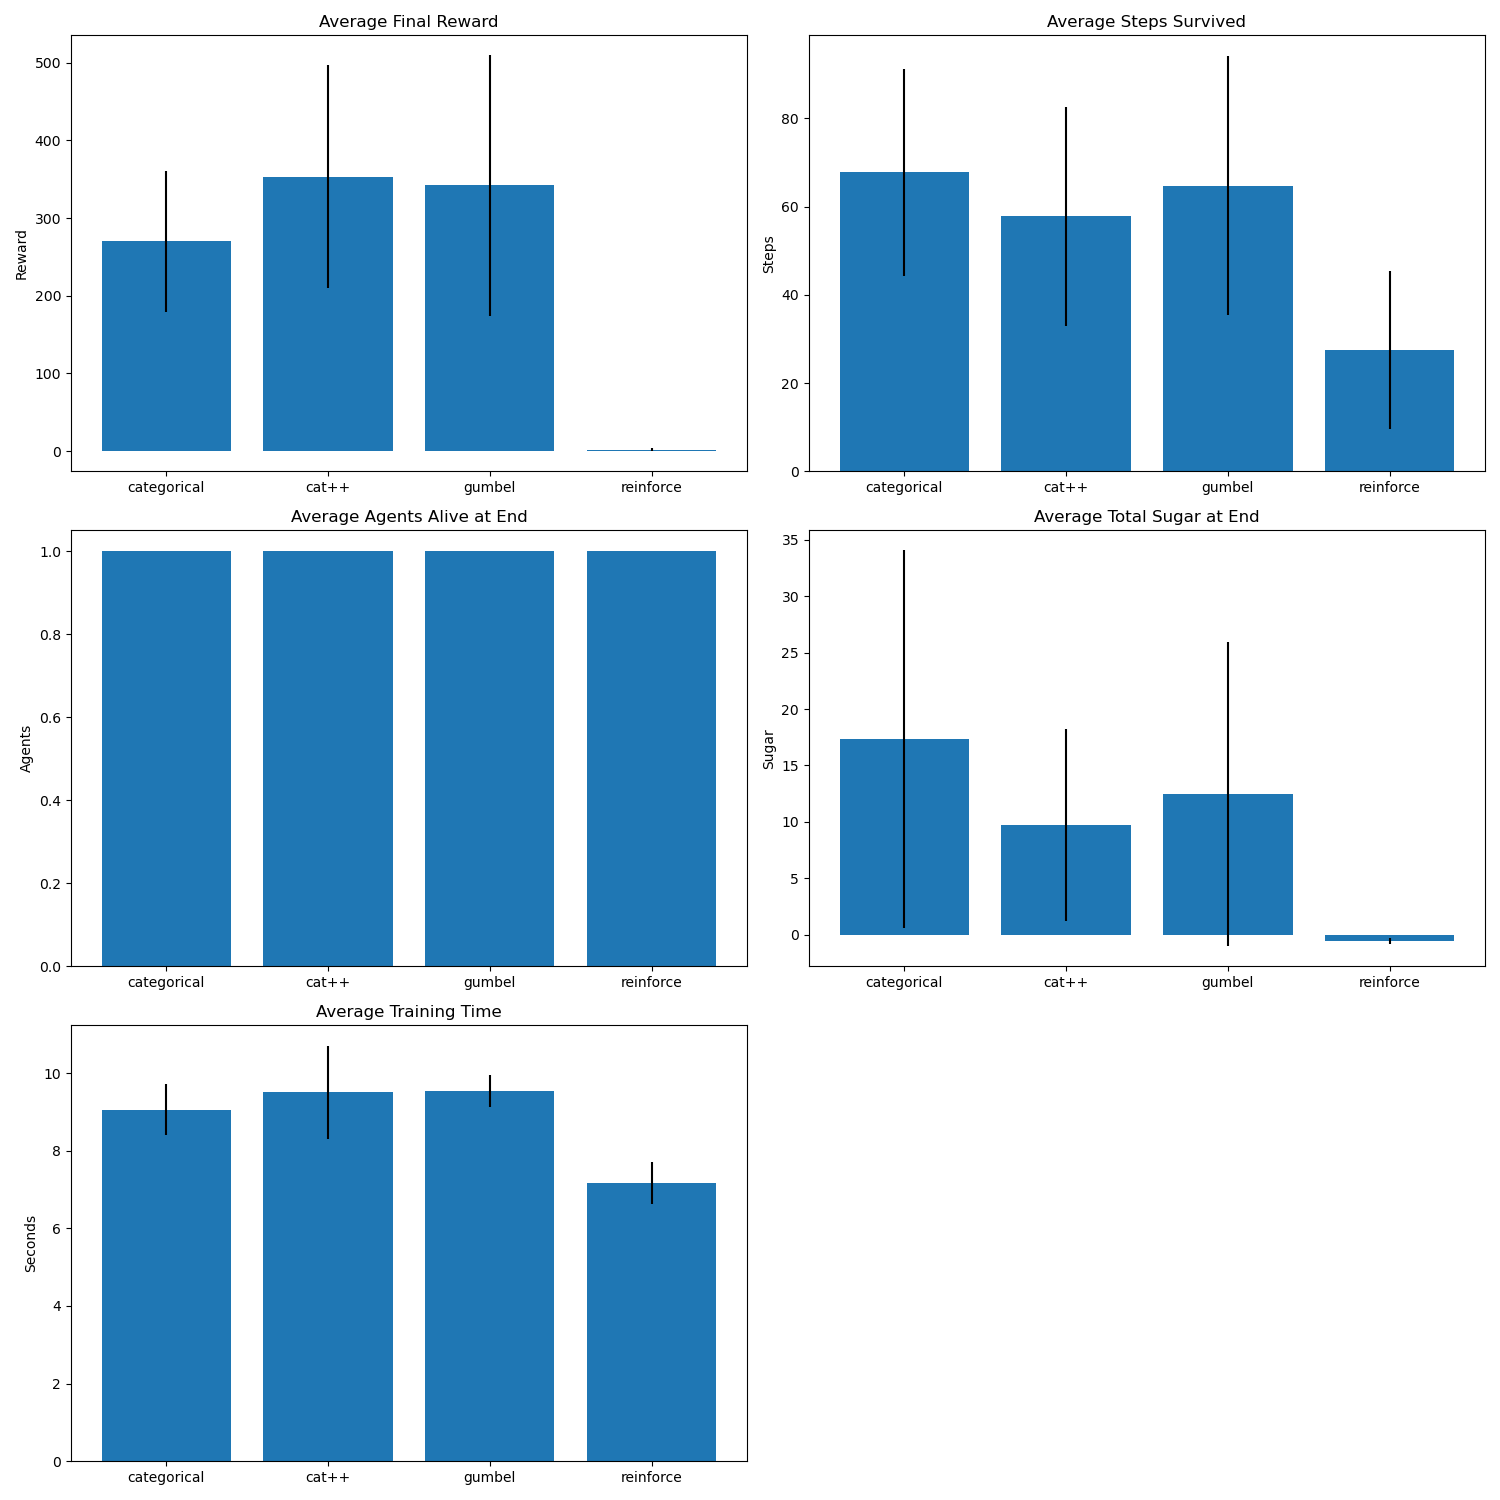 Average Final Reward
Reward
500
400
300
200
100
0
categorical cat++ gumbel reinforce
Average Steps Survived
Steps
80
60
40
20
0
categorical cat++ gumbel reinforce
Average Agents Alive at End
Agents
1.0
0.8
0.6
0.4
0.2
0.0
categorical cat++ gumbel reinforce
Average Total Sugar at End
Sugar
35
30
25
20
15
10
5
0
categorical cat++ gumbel reinforce
Average Training Time
Seconds
10
8
6
4
2
0
categorical cat++ gumbel reinforce